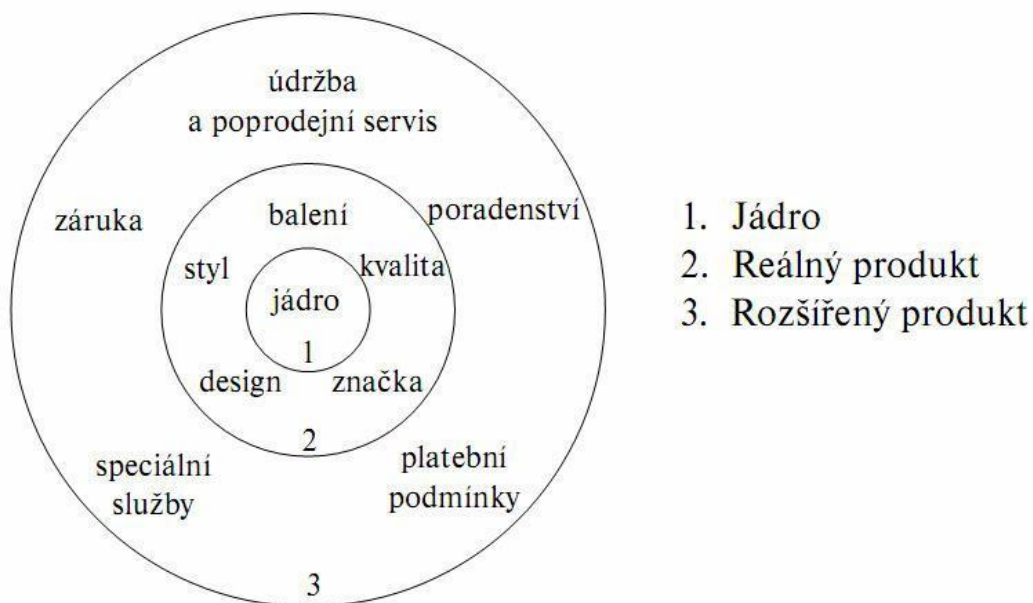 údržba
a poprodejní servis
záruka
balení
poradenství
styl
kvalita
jádro
1
design
značka
2
speciální
služby
platební
podmínky
3
1. Jádro
2. Reálný produkt
3. Rozšířený produkt